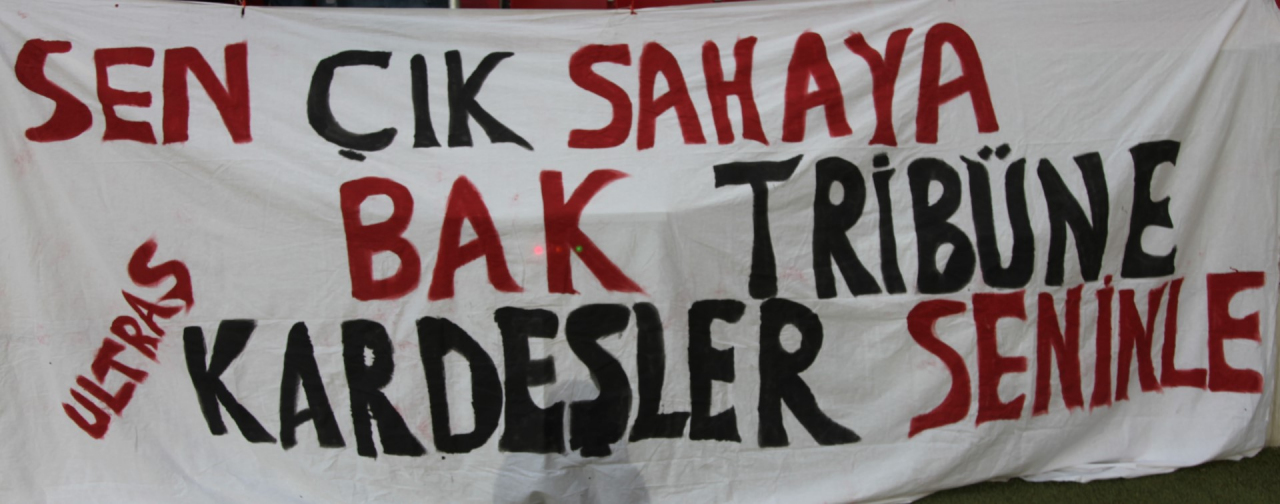 SEN ÇIK SAHAYA
BAK TRİBÜNE
ULTRAS
KARDEŞLER SENİNLE